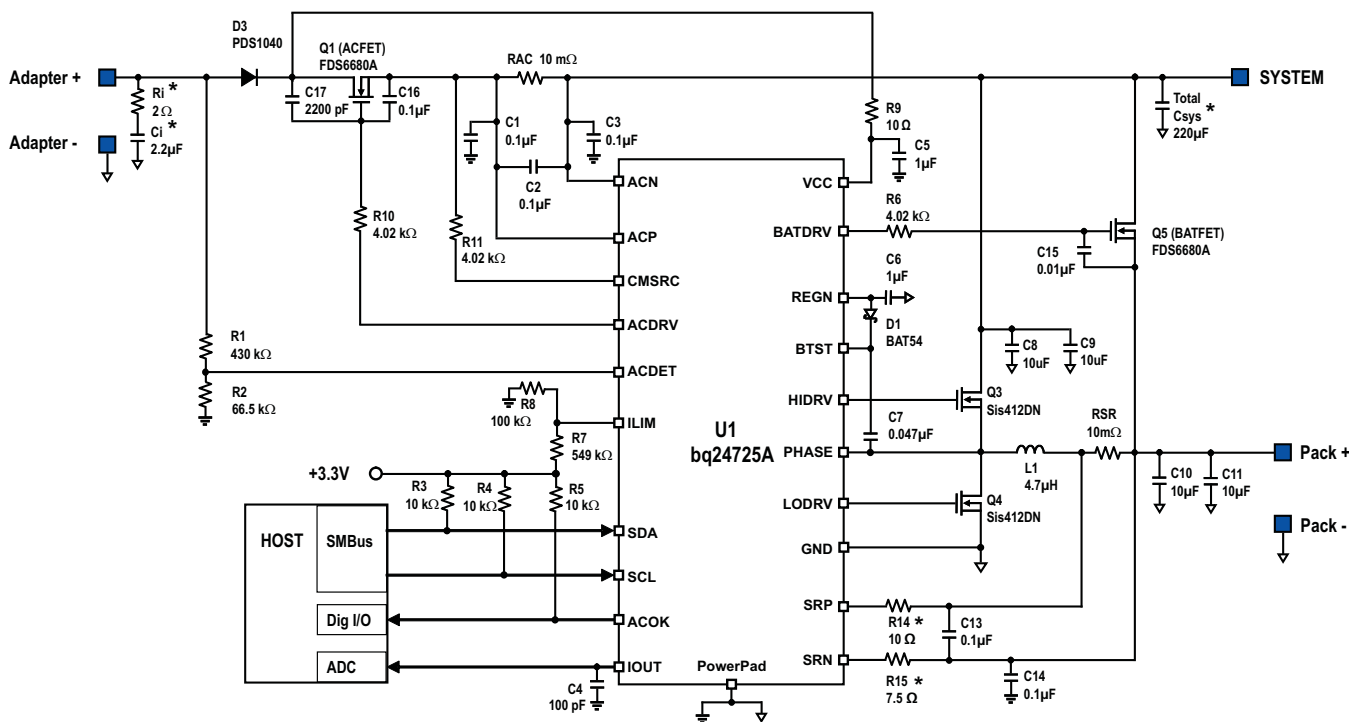 D3
PDS1040
Q1 (ACFET)
FDS6680A
RAC 10 mΩ
Adapter +
SYSTEM
Ri *
2 Ω
Ci *
2.2µF
Adapter -
C17
2200 pF
C16
0.1µF
C1
0.1µF
C3
0.1µF
C2
0.1µF
R9
10 Ω
C5
1µF
Total
Csys *
220µF
R10
4.02 kΩ
R11
4.02 kΩ
ACN
ACP
CMSRC
ACDRV
ACDET
ILIM
SDA
SCL
ACOK
IOUT
U1
bq24725A
PowerPad
VCC
BATDRV
REGN
BTST
HIDRV
PHASE
LODRV
GND
SRP
SRN
R6
4.02 kΩ
C15
0.01µF
Q5 (BATFET)
FDS6680A
C6
1µF
D1
BAT54
C8
10uF
C9
10uF
Q3
Sis412DN
C7
0.047µF
RSR
10mΩ
L1
4.7µH
Q4
Sis412DN
C10
10µF
C11
10µF
Pack +
Pack -
R1
430 kΩ
R2
66.5 kΩ
R8
100 kΩ
R7
549 kΩ
+3.3V
R3
10 kΩ
R4
10 kΩ
R5
10 kΩ
HOST
SMBus
Dig I/O
ADC
C4
100 pF
R14 *
10 Ω
C13
0.1µF
R15 *
7.5 Ω
C14
0.1µF